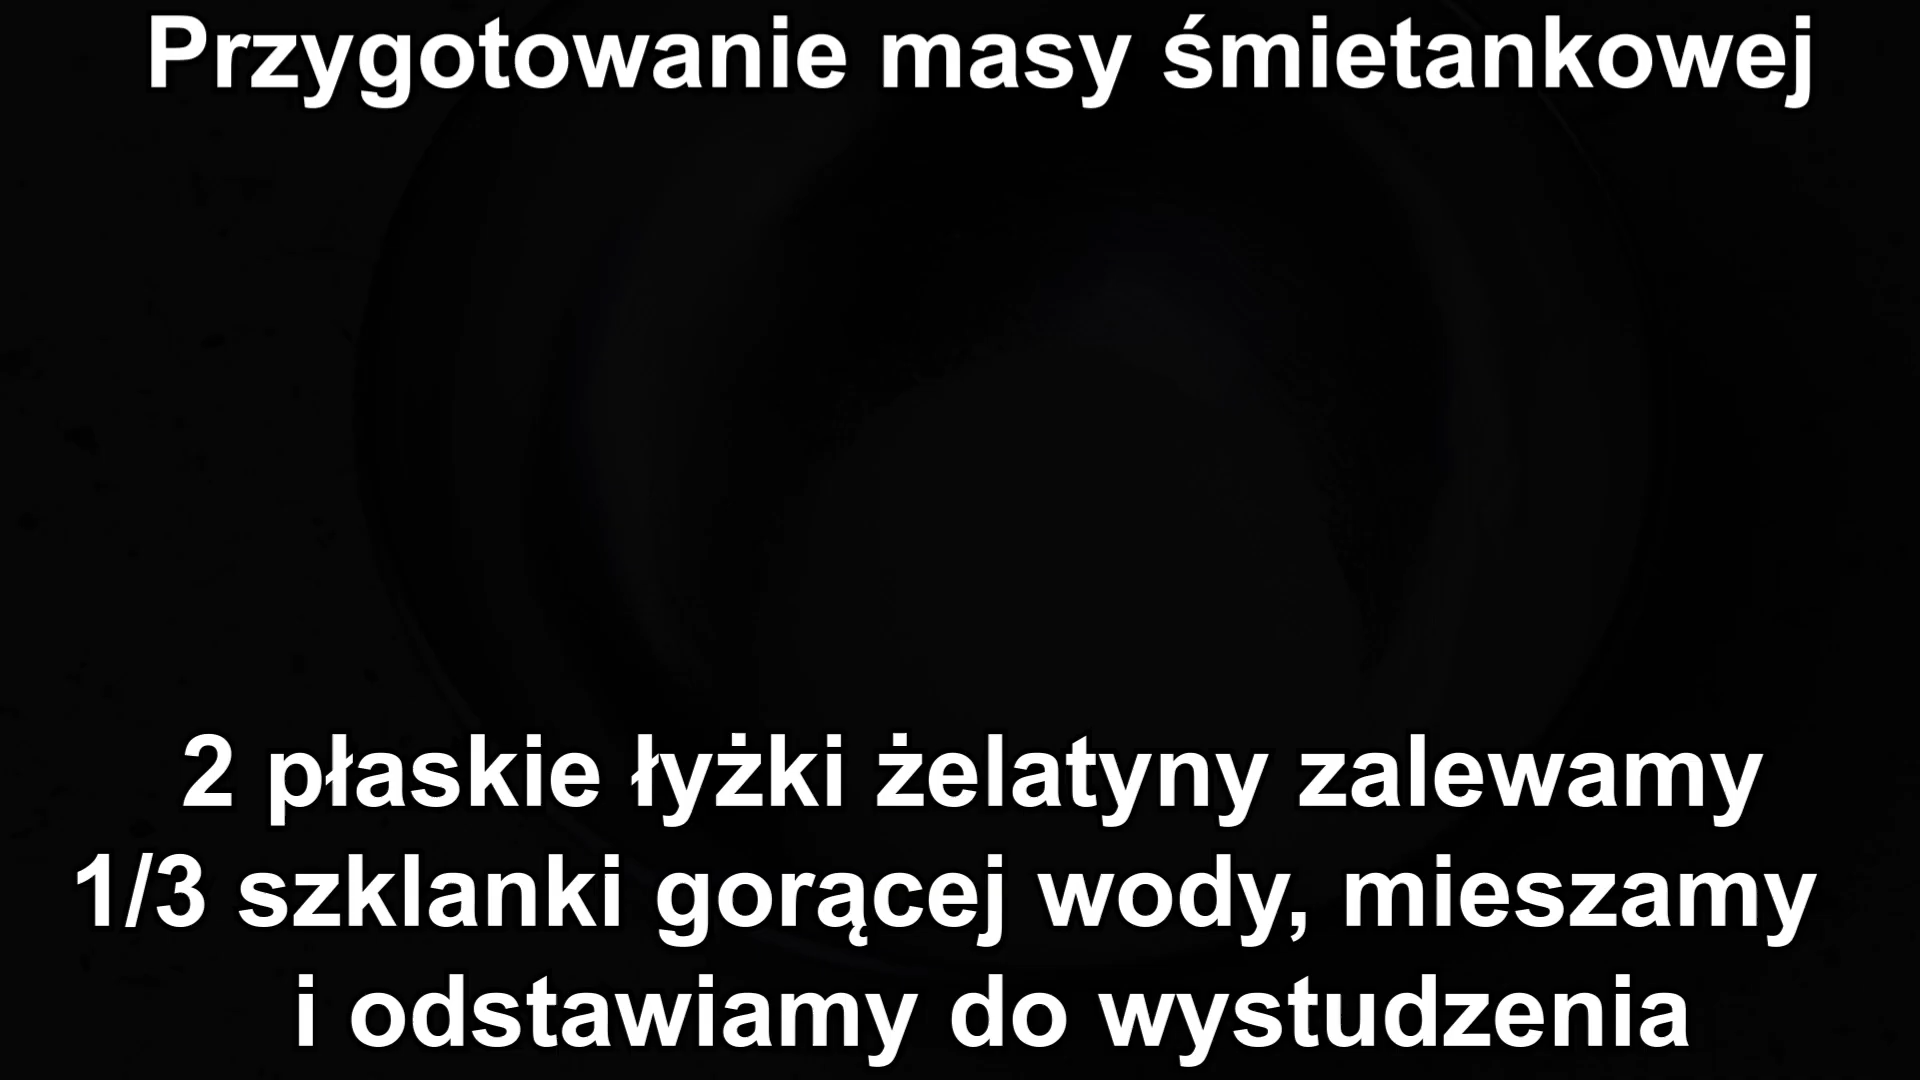 Przygotowanie masy śmietankowej
2 płaskie łyżki żelatyny zalewamy
1/3 szklanki gorącej wody, mieszamy
i odstawiamy do wystudzenia